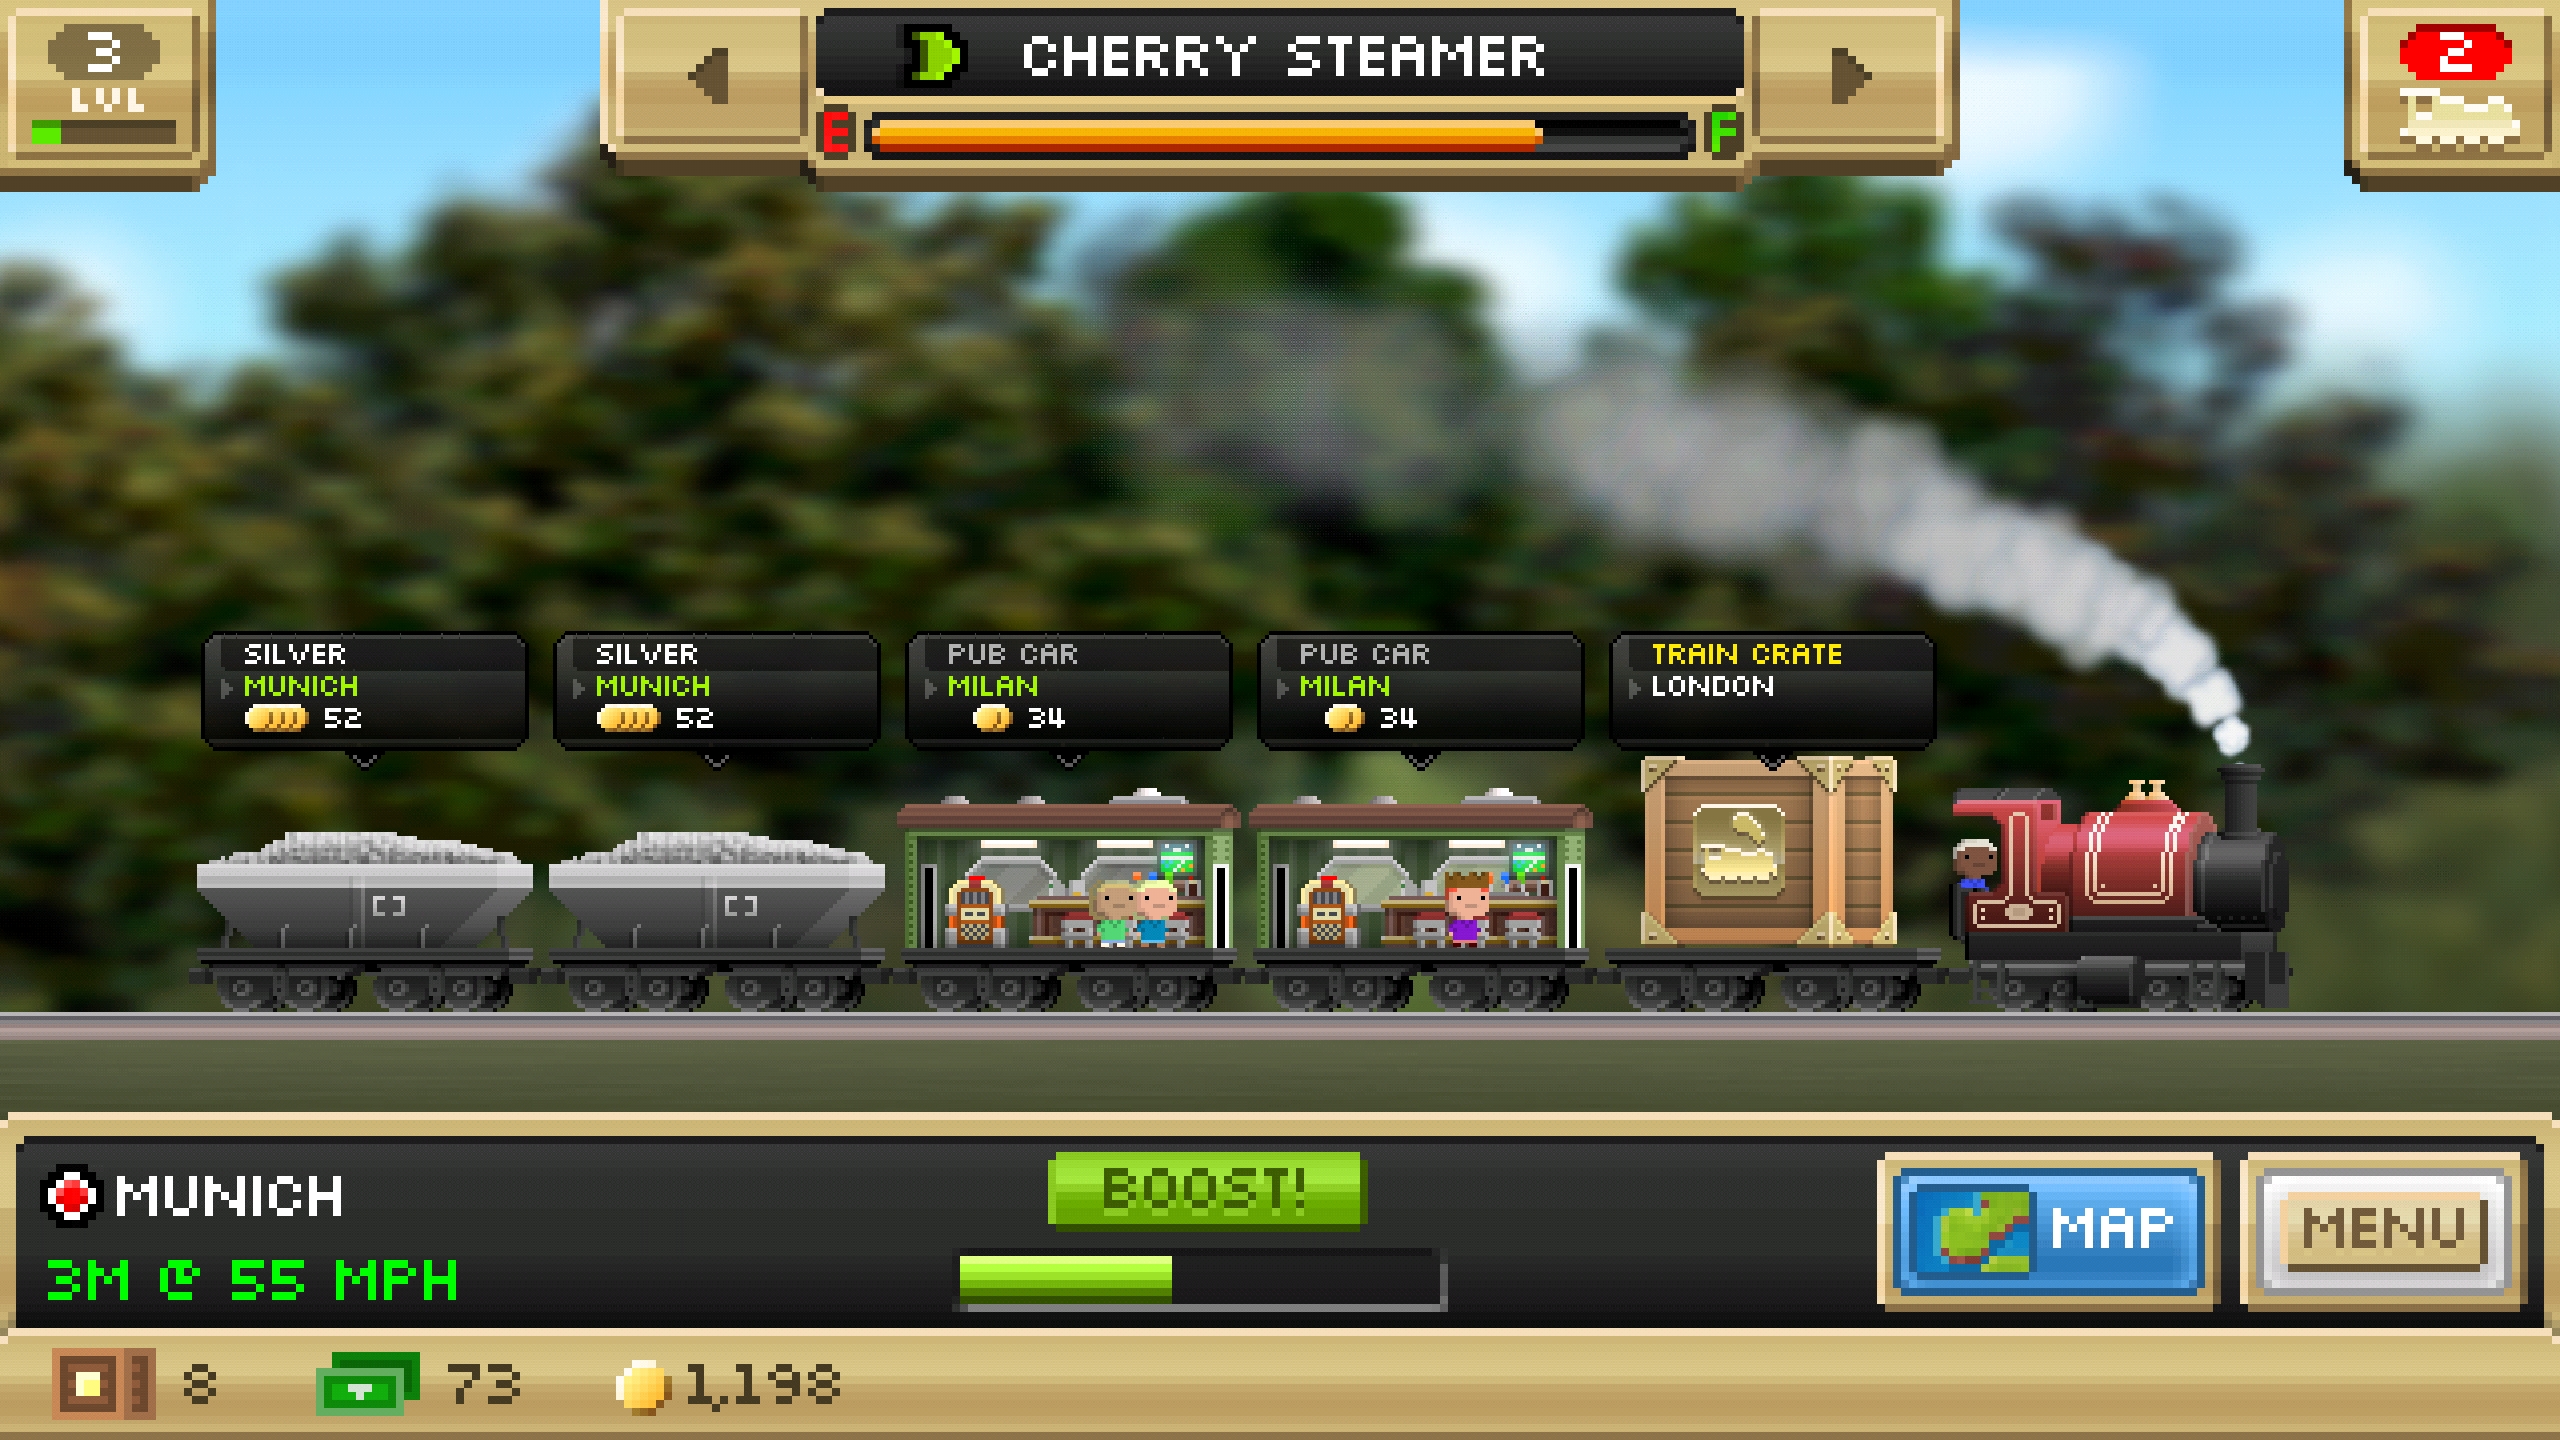 3
LVL
CHERRY STEAMER
E
F
2
SILVER
MUNICH
52
SILVER
MUNICH
52
PUB CAR
MILAN
34
PUB CAR
MILAN
34
TRAIN CRATE
LONDON
MUNICH
3M @ 55 MPH
BOOST!
MAP
MENU
8
73
1,198